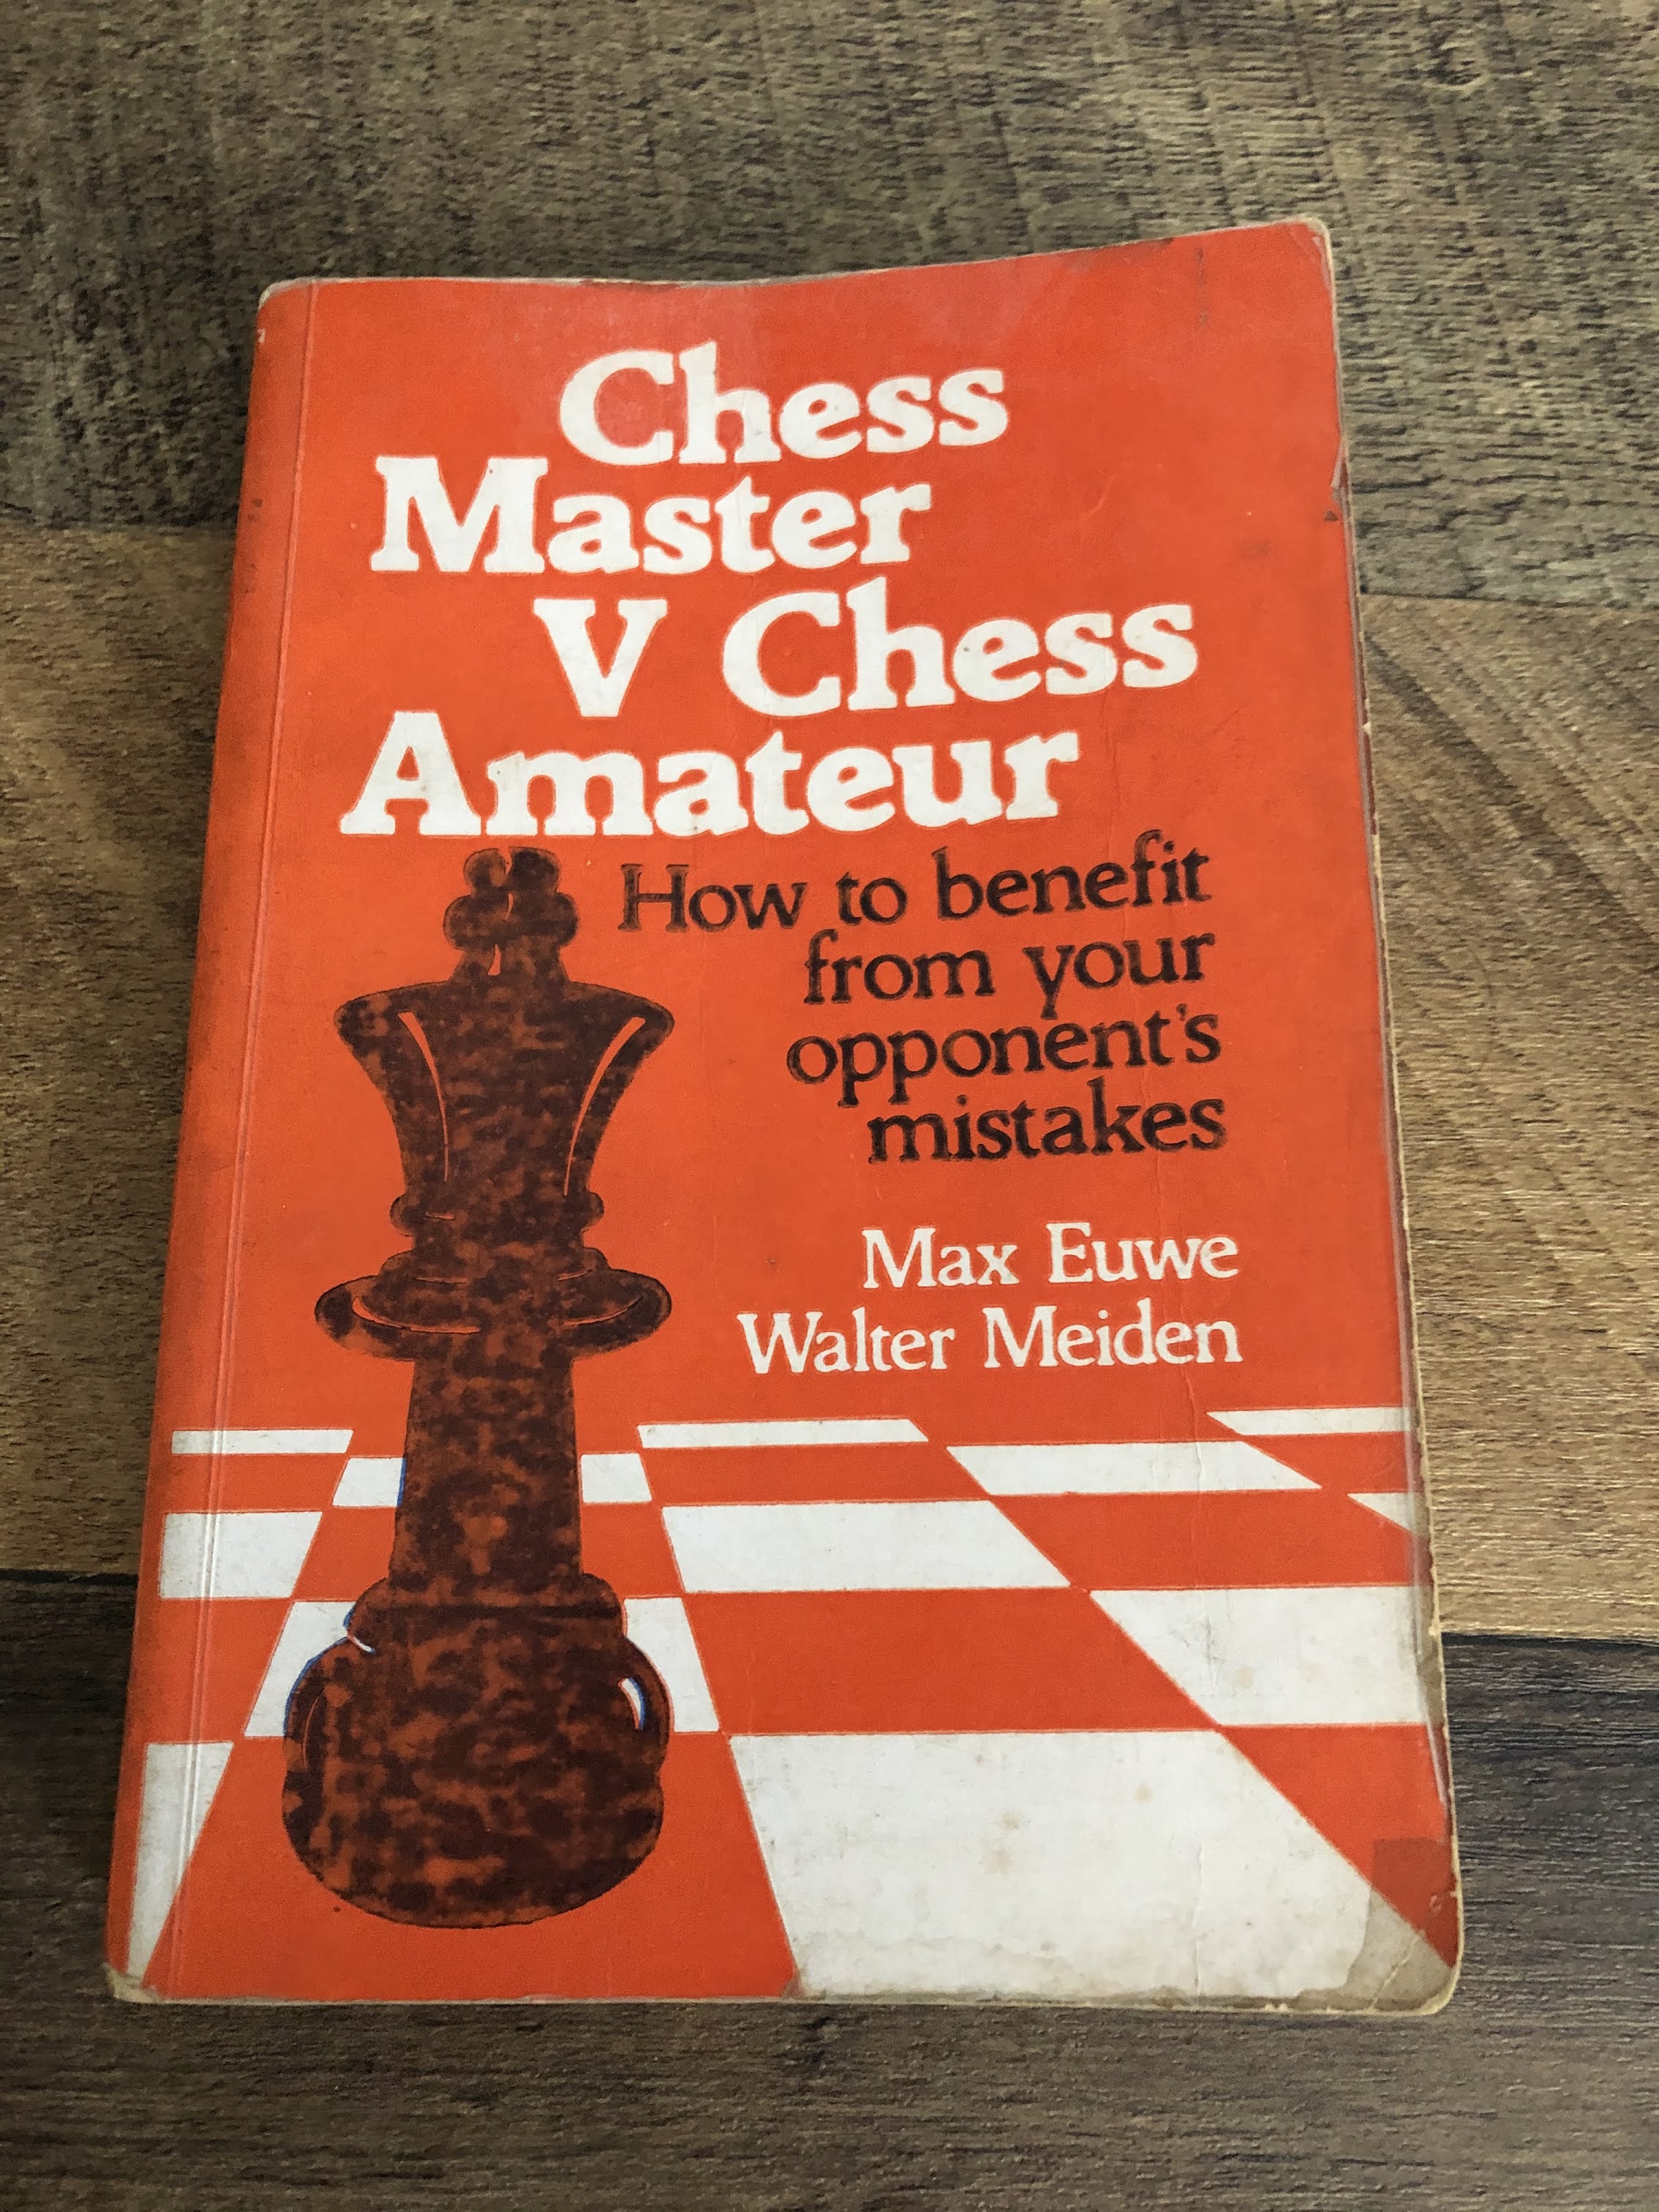 Chess
Master
V Chess
Amateur
How to benefit
from your
opponent's
mistakes
Max Euwe
Walter Meiden